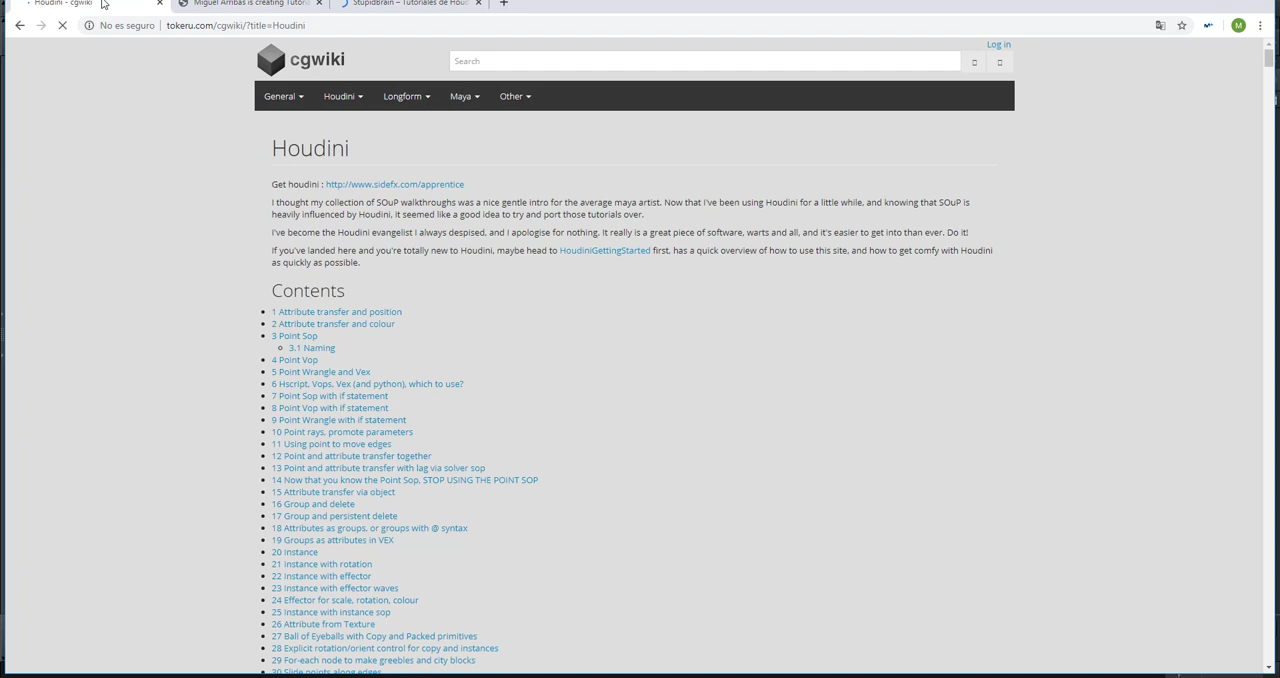 Houdini - cgwiki
Miguel Arribas is creating Tutoria
StupidBrain – Tutoriales de Hou
No es seguro | tokeru.com/cgwiki/?title=Houdini
M
Log in
cgwiki
Search
General Houdini Longform Maya Other
Houdini
Get houdini : http://www.sidefx.com/apprentice
I thought my collection of SOuP walkthroughs was a nice gentle intro for the average maya artist. Now that I've been using Houdini for a little while, and knowing that SOuP is
heavily influenced by Houdini, it seemed like a good idea to try and port those tutorials over.
I've become the Houdini evangelist I always despised, and I apologise for nothing. It really is a great piece of software, warts and all, and it's easier to get into than ever. Do it!
If you've landed here and you're totally new to Houdini, maybe head to HoudiniGettingStarted first, has a quick overview of how to use this site, and how to get comfy with Houdini
as quickly as possible.
Contents
1 Attribute transfer and position
2 Attribute transfer and colour
3 Point Sop
3.1 Naming
4 Point Vop
5 Point Wrangle and Vex
6 Hscript, Vops, Vex (and python), which to use?
7 Point Sop with if statement
8 Point Vop with if statement
9 Point Wrangle with if statement
10 Point rays, promote parameters
11 Using point to move edges
12 Point and attribute transfer together
13 Point and attribute transfer with lag via solver sop
14 Now that you know the Point Sop, STOP USING THE POINT SOP
15 Attribute transfer via object
16 Group and delete
17 Group and persistent delete
18 Attributes as groups, or groups with @ syntax
19 Groups as attributes in VEX
20 Instance
21 Instance with rotation
22 Instance with effector
23 Instance with effector waves
24 Effector for scale, rotation, colour
25 Instance with instance sop
26 Attribute from Texture
27 Ball of Eyeballs with Copy and Packed primitives
28 Explicit rotation/orient control for copy and instances
29 For-each node to make greebles and city blocks
30 Slide points along edges